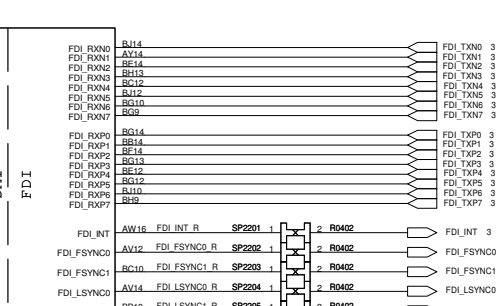 FDI_RXN0 BJ14 FDI_TXN0 3
FDI_RXN1 AY14 FDI_TXN1 3
FDI_RXN2 BE14 FDI_TXN2 3
FDI_RXN3 BH13 FDI_TXN3 3
FDI_RXN4 BC12 FDI_TXN4 3
FDI_RXN5 BJ12 FDI_TXN5 3
FDI_RXN6 BG10 FDI_TXN6 3
FDI_RXN7 BG9 FDI_TXN7 3
FDI_RXP0 BG14 FDI_TXP0 3
FDI_RXP1 BB14 FDI_TXP1 3
FDI_RXP2 BF14 FDI_TXP2 3
FDI_RXP3 BG13 FDI_TXP3 3
FDI_RXP4 BE12 FDI_TXP4 3
FDI_RXP5 BG12 FDI_TXP5 3
FDI_RXP6 BJ10 FDI_TXP6 3
FDI_RXP7 BH9 FDI_TXP7 3
FDI
FDI_INT AW16 FDI_INT_R SP2201 1 2 R0402 FDI_INT 3
FDI_FSYNC0 AV12 FDI_FSYNC0_R SP2202 1 2 R0402 FDI_FSYNC0
FDI_FSYNC1 BC10 FDI_FSYNC1_R SP2203 1 2 R0402 FDI_FSYNC1
FDI_LSYNC0 AV14 FDI_LSYNC0_R SP2204 1 2 R0402 FDI_LSYNC0
FDI_LSYNC1_R SP2205 1 2 R0402